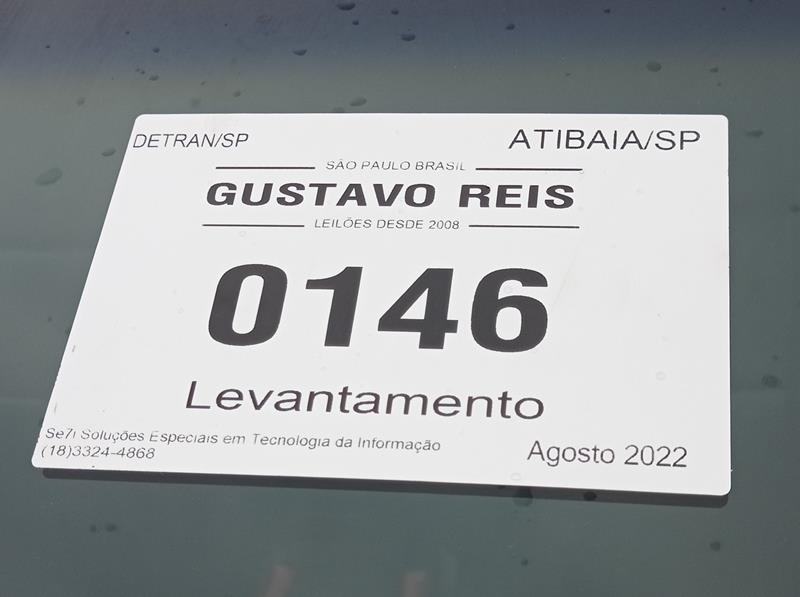 DETRAN/SP
ATIBAIA/SP
SÃO PAULO BRASIL
GUSTAVO REIS
LEILÕES DESDE 2008
0146
Levantamento
Se7i Soluções Especiais em Tecnologia da Informação
(18)3324-4868
Agosto 2022